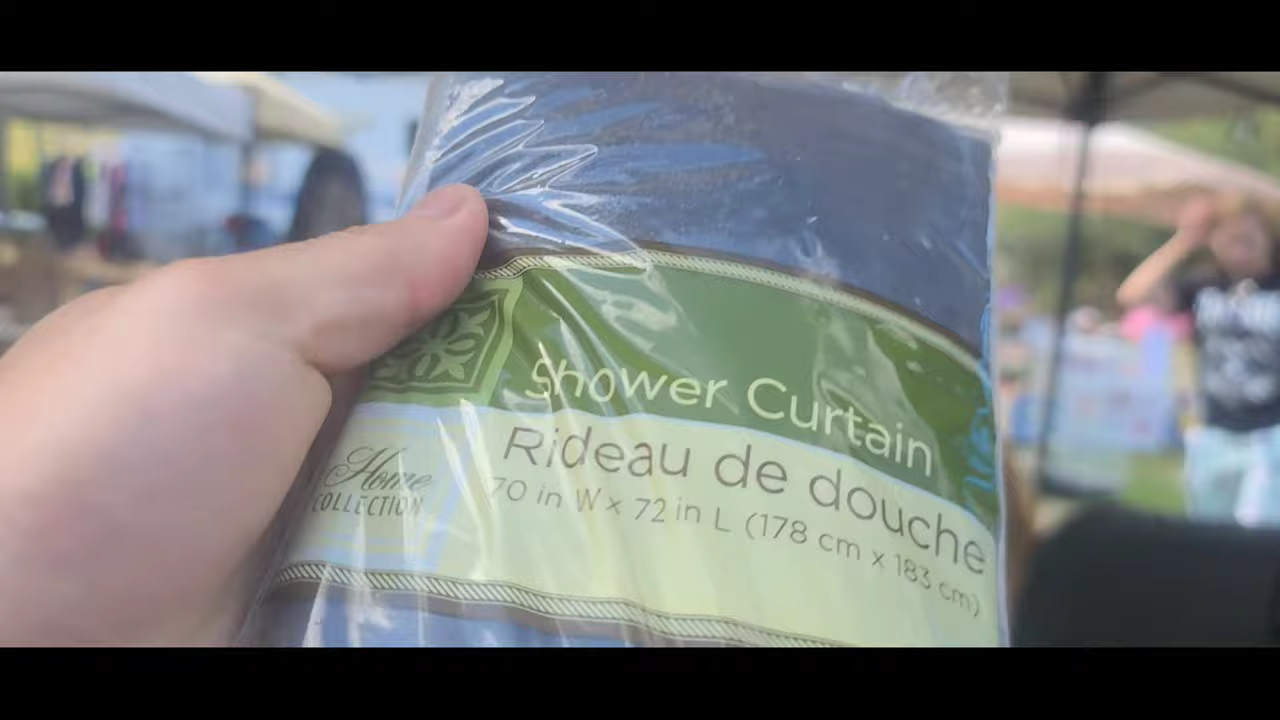 Shower Curtain
Rideau de douche
70 in W x 72 in L (178 cm x 183 cm)
Home
COLLECTION